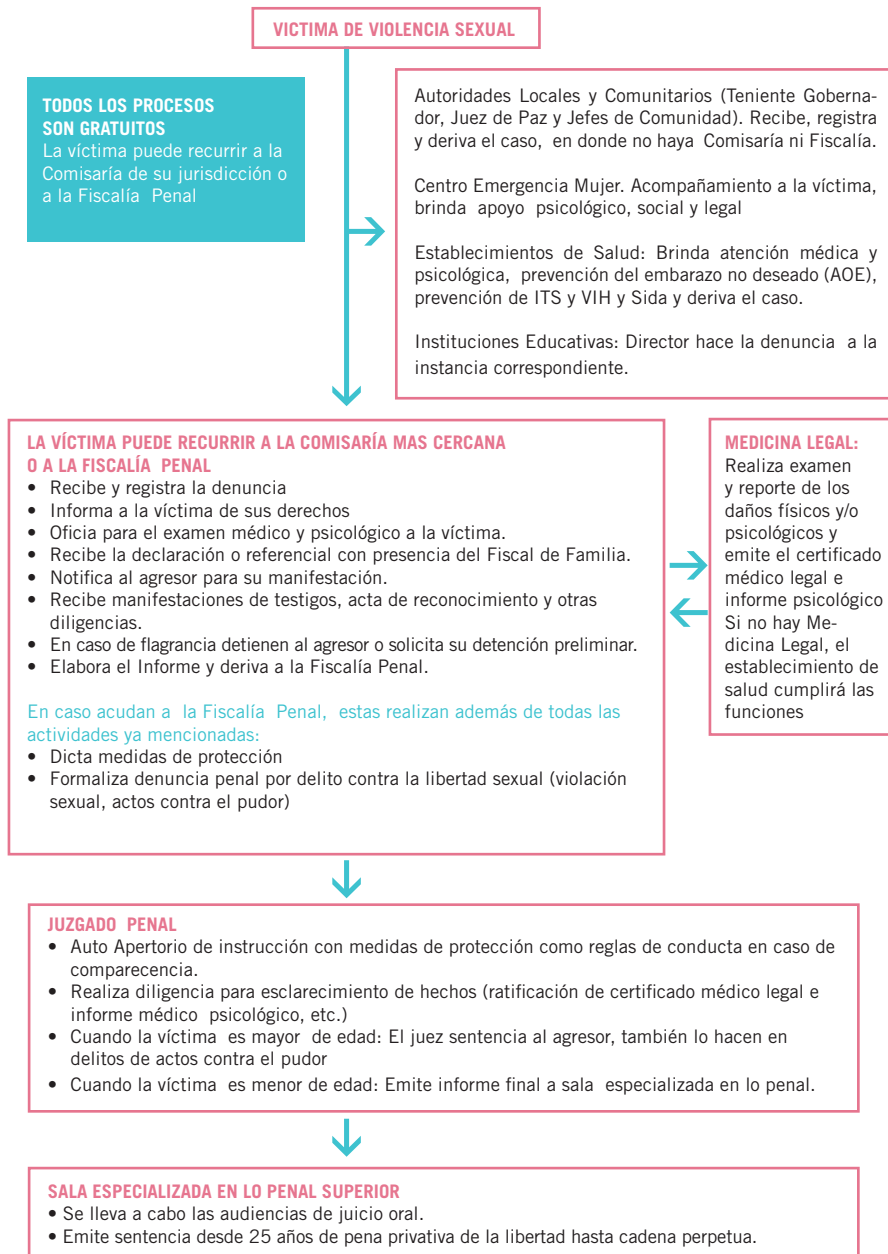 VICTIMA DE VIOLENCIA SEXUAL
TODOS LOS PROCESOS
SON GRATUITOS
La víctima puede recurrir a la
Comisaría de su jurisdicción o
a la Fiscalía Penal
Autoridades Locales y Comunitarios (Teniente Goberna-
dor, Juez de Paz y Jefes de Comunidad). Recibe, registra
y deriva el caso, en donde no haya Comisaría ni Fiscalía.
Centro Emergencia Mujer. Acompañamiento a la víctima,
brinda apoyo psicológico, social y legal
Establecimientos de Salud: Brinda atención médica y
psicológica, prevención del embarazo no deseado (AOE),
prevención de ITS y VIH y Sida y deriva el caso.
Instituciones Educativas: Director hace la denuncia a la
instancia correspondiente.
LA VÍCTIMA PUEDE RECURRIR A LA COMISARÍA MAS CERCANA
O A LA FISCALÍA PENAL
• Recibe y registra la denuncia
• Informa a la víctima de sus derechos
• Oficia para el examen médico y psicológico a la víctima.
• Recibe la declaración o referencial con presencia del Fiscal de Familia.
• Notifica al agresor para su manifestación.
• Recibe manifestaciones de testigos, acta de reconocimiento y otras
diligencias.
• En caso de flagrancia detienen al agresor o solicita su detención preliminar.
• Elabora el Informe y deriva a la Fiscalía Penal.
En caso acudan a la Fiscalía Penal, estas realizan además de todas las
actividades ya mencionadas:
• Dicta medidas de protección
• Formaliza denuncia penal por delito contra la libertad sexual (violación
sexual, actos contra el pudor)
MEDICINA LEGAL:
Realiza examen
y reporte de los
daños físicos y/o
psicológicos y
emite el certificado
médico legal e
informe psicológico
Si no hay Me-
dicina Legal, el
establecimiento de
salud cumplirá las
funciones
JUZGADO PENAL
• Auto Apertorio de instrucción con medidas de protección como reglas de conducta en caso de
comparecencia.
• Realiza diligencia para esclarecimiento de hechos (ratificación de certificado médico legal e
informe médico psicológico, etc.)
• Cuando la víctima es mayor de edad: El juez sentencia al agresor, también lo hacen en
delitos de actos contra el pudor
• Cuando la víctima es menor de edad: Emite informe final a sala especializada en lo penal.
SALA ESPECIALIZADA EN LO PENAL SUPERIOR
• Se lleva a cabo las audiencias de juicio oral.
• Emite sentencia desde 25 años de pena privativa de la libertad hasta cadena perpetua.